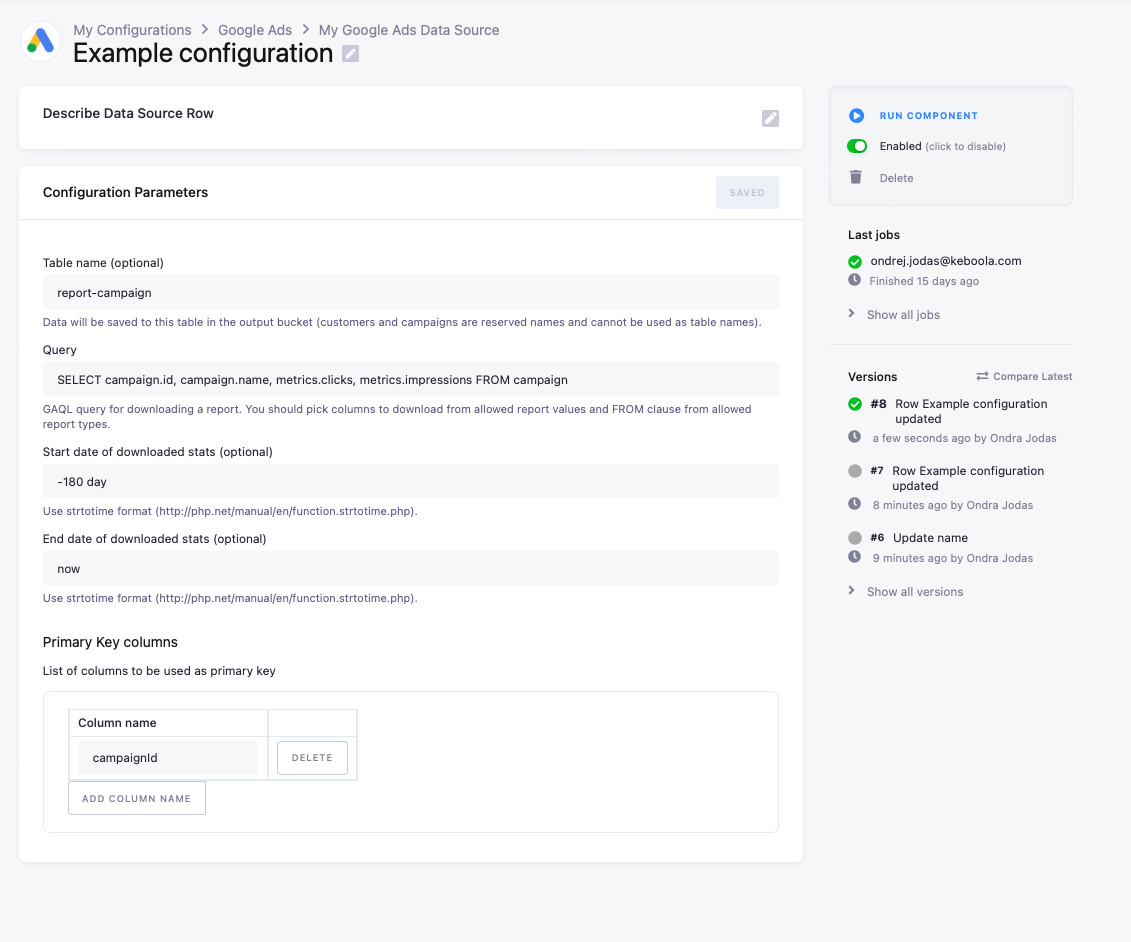 My Configurations > Google Ads > My Google Ads Data Source
Example configuration
Describe Data Source Row
Configuration Parameters
SAVED
Table name (optional)
report-campaign
Data will be saved to this table in the output bucket (customers and campaigns are reserved names and cannot be used as table names).
Query
SELECT campaign.id, campaign.name, metrics.clicks, metrics.impressions FROM campaign
GAQL query for downloading a report. You should pick columns to download from allowed report values and FROM clause from allowed
report types.
Start date of downloaded stats (optional)
-180 day
Use strtotime format (http://php.net/manual/en/function.strtotime.php).
End date of downloaded stats (optional)
now
Use strtotime format (http://php.net/manual/en/function.strtotime.php).
Primary Key columns
List of columns to be used as primary key
Column name
campaignId
DELETE
ADD COLUMN NAME
RUN COMPONENT
Enabled (click to disable)
Delete
Last jobs
ondrej.jodas@keboola.com
Finished 15 days ago
Show all jobs
Versions
Compare Latest
#8 Row Example configuration
updated
a few seconds ago by Ondra Jodas
#7 Row Example configuration
updated
8 minutes ago by Ondra Jodas
#6 Update name
9 minutes ago by Ondra Jodas
Show all versions